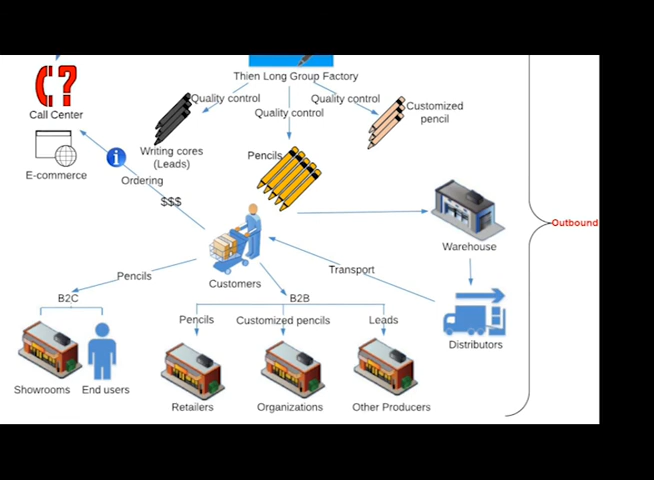 Thien Long Group Factory
Quality control
Quality control
Quality control
Customized
pencil
Call Center
Writing cores
(Leads)
Pencils
E-commerce
Ordering
$$$
Outbound
Warehouse
Customers
Transport
Pencils
B2C
B2B
Pencils
Customized pencils
Leads
Distributors
Showrooms
End users
Retailers
Organizations
Other Producers